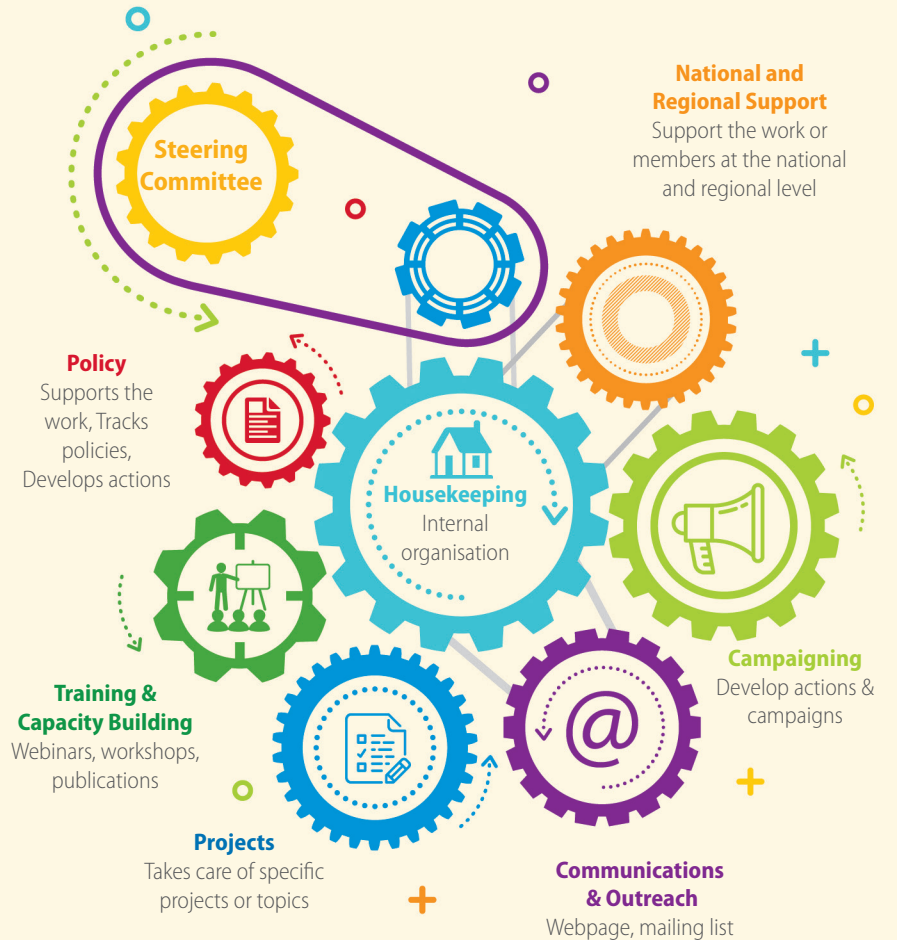 Steering
Committee
National and
Regional Support
Support the work or
members at the national
and regional level
Policy
Supports the
work, Tracks
policies,
Develops actions
Housekeeping
Internal
organisation
Campaigning
Develop actions &
campaigns
Training &
Capacity Building
Webinars, workshops,
publications
Projects
Takes care of specific
projects or topics
@
Communications
& Outreach
Webpage, mailing list